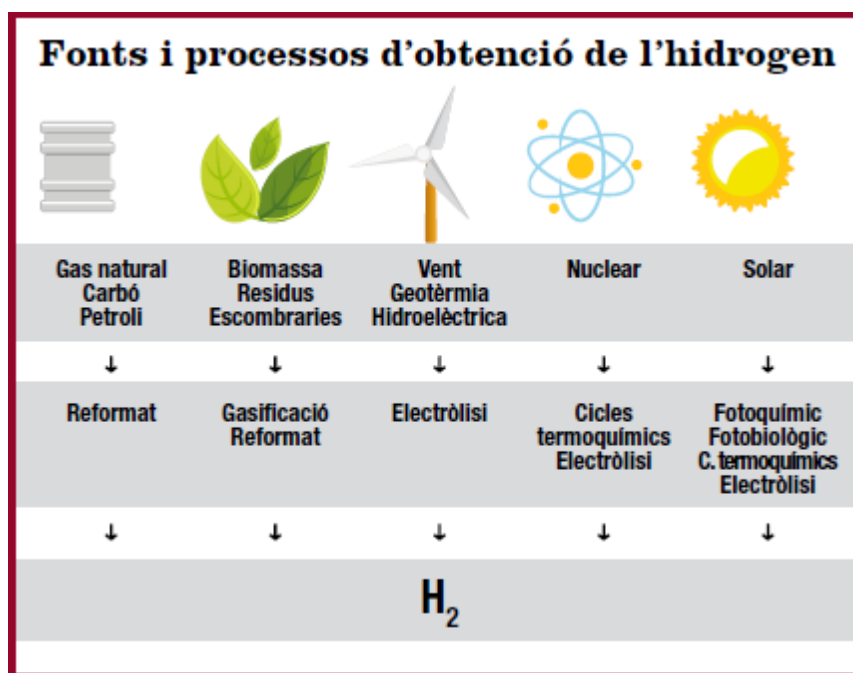 Fonts i processos d'obtenció de l'hidrogen
Gas natural
Carbó
Petroli
Biomassa
Residus
Escombraries
Vent
Geotèrmia
Hidroelèctrica
Nuclear
Solar
↓ ↓ ↓ ↓ ↓
Reformat
Gasificació
Reformat
Electròlisi
Cicles
termoquímics
Electròlisi
Fotoquímic
Fotobiològic
C. termoquímics
Electròlisi
↓ ↓ ↓ ↓ ↓
H₂